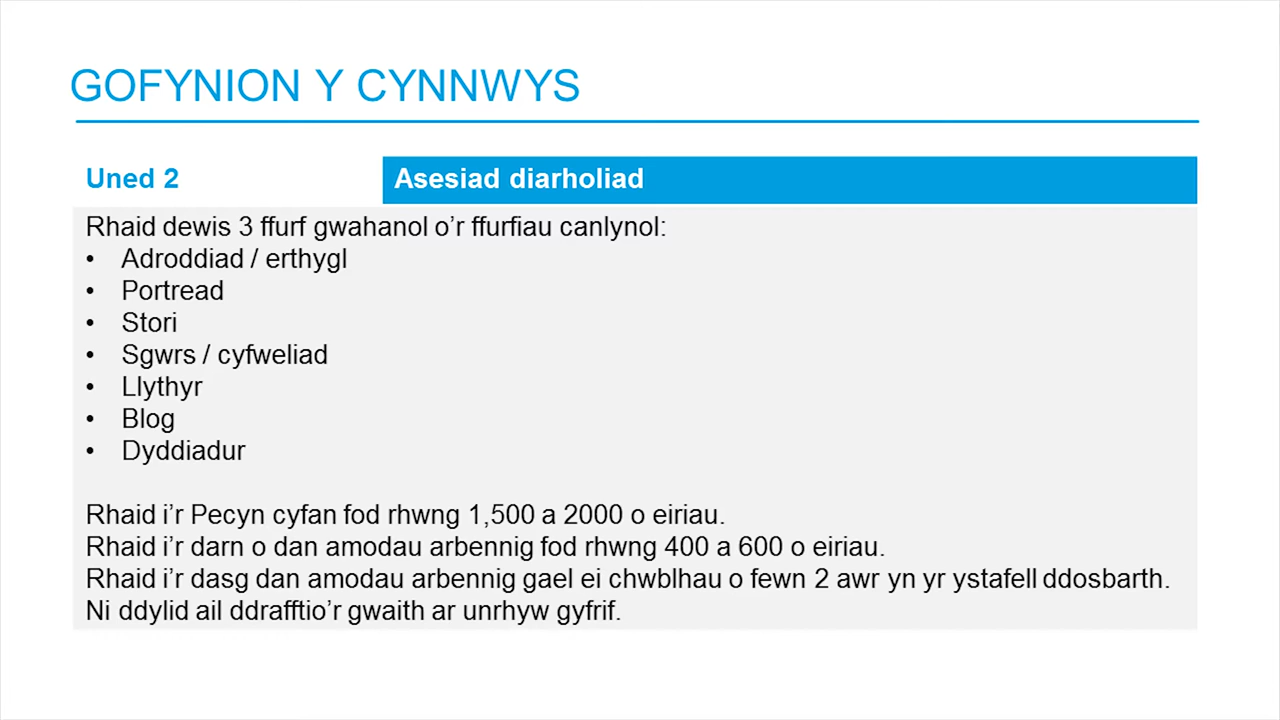 GOFYNION Y CYNNWYS
Uned 2
Asesiad diarholiad
Rhaid dewis 3 ffurf gwahanol o'r ffurfiau canlynol:
• Adroddiad / erthygl
• Portread
• Stori
• Sgwrs / cyfweliad
• Llythyr
• Blog
• Dyddiadur
Rhaid i'r Pecyn cyfan fod rhwng 1,500 a 2000 o eiriau.
Rhaid i'r darn o dan amodau arbennig fod rhwng 400 a 600 o eiriau.
Rhaid i'r dasg dan amodau arbennig gael ei chwblhau o fewn 2 awr yn yr ystafell ddosbarth.
Ni ddylid ail ddrafftio'r gwaith ar unrhyw gyfrif.